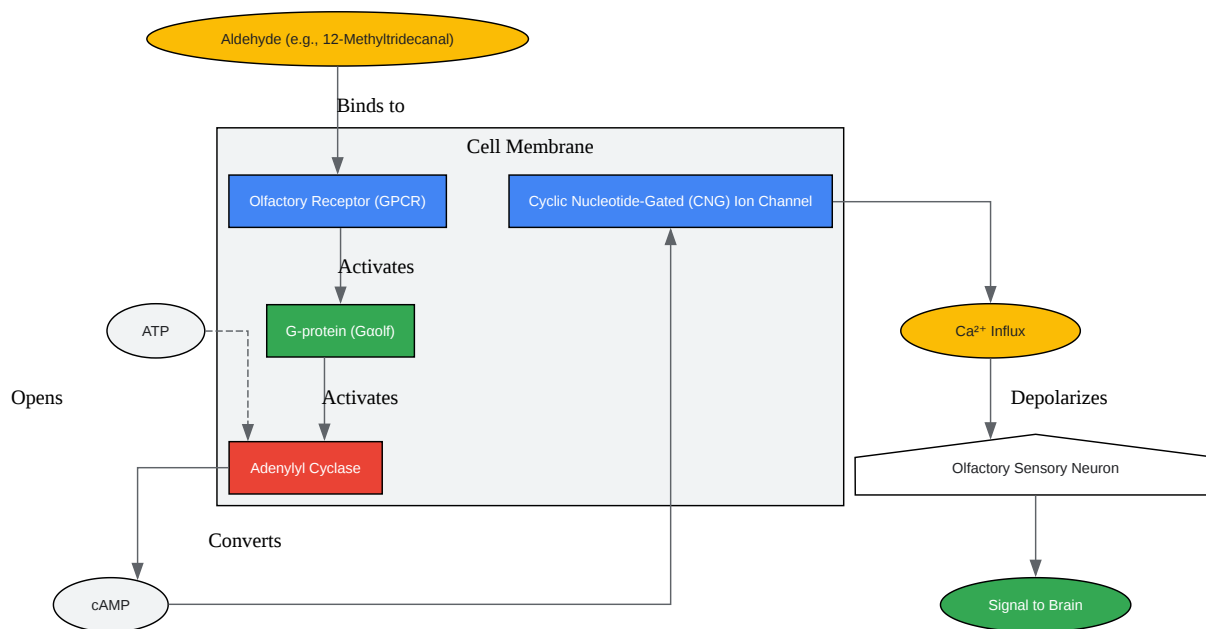 Aldehyde (e.g., 12-Methyltridecanal)
Binds to
Cell Membrane
Olfactory Receptor (GPCR)
Cyclic Nucleotide-Gated (CNG) Ion Channel
Activates
ATP
G-protein (Gαolf)
Ca²⁺ Influx
Opens
Activates
Depolarizes
Adenylyl Cyclase
Olfactory Sensory Neuron
Converts
cAMP
Signal to Brain